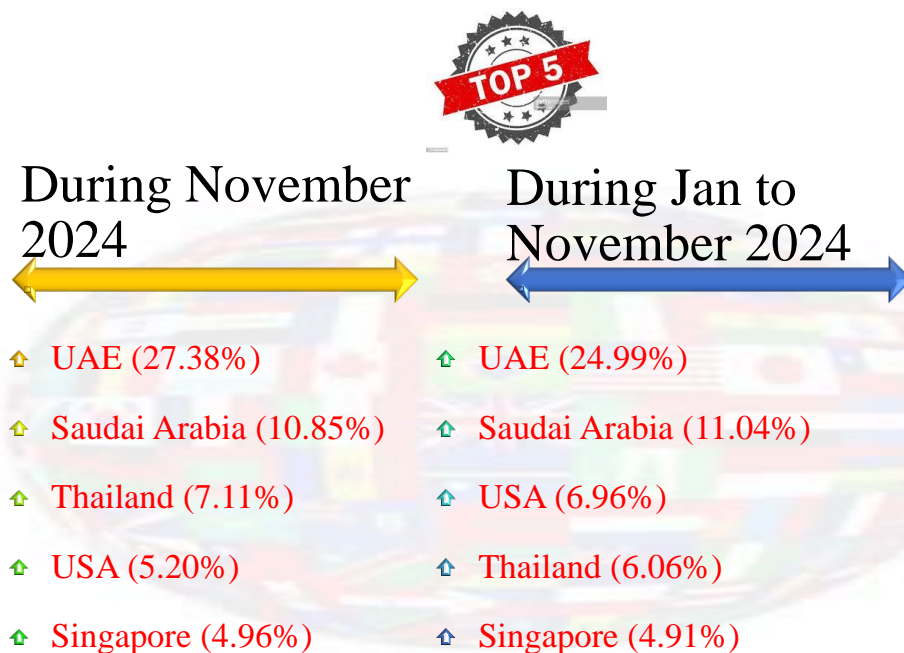 TOP 5
During November
2024
During Jan to
November 2024
UAE (27.38%)
Saudai Arabia (10.85%)
Thailand (7.11%)
USA (5.20%)
Singapore (4.96%)
UAE (24.99%)
Saudai Arabia (11.04%)
USA (6.96%)
Thailand (6.06%)
Singapore (4.91%)